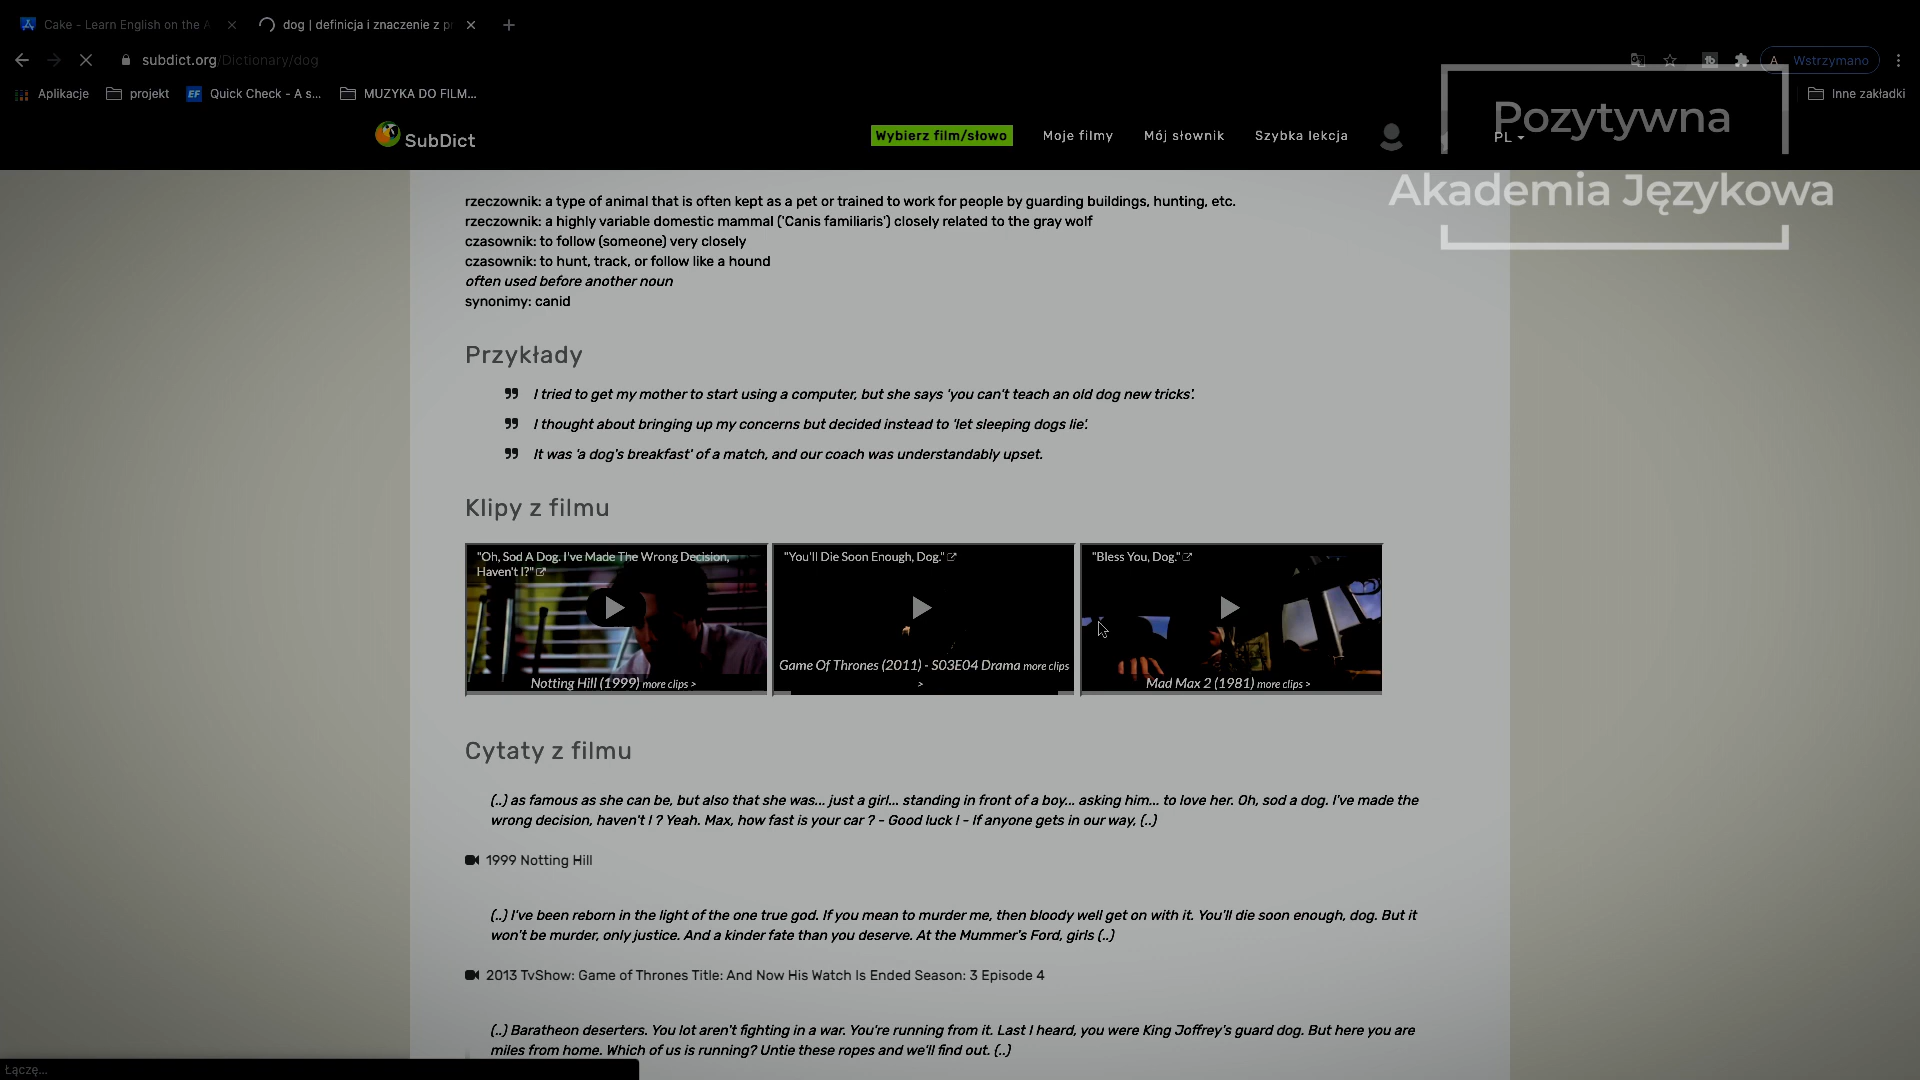 Cake - Learn English on the A
dog | definicja i znaczenie z pr
subdict.org/Dictionary/dog
A Wstrzymano
Aplikacje
projekt
EF Quick Check - A s...
MUZYKA DO FILM...
Inne zakładki
SubDict
Wybierz film/słowo
Moje filmy
Mój słownik
Szybka lekcja
PL
Pozytywna
Akademia Językowa
rzeczownik: a type of animal that is often kept as a pet or trained to work for people by guarding buildings, hunting, etc.
rzeczownik: a highly variable domestic mammal ('Canis familiaris') closely related to the gray wolf
czasownik: to follow (someone) very closely
czasownik: to hunt, track, or follow like a hound
often used before another noun
synonimy: canid
Przykłady
I tried to get my mother to start using a computer, but she says 'you can't teach an old dog new tricks'.
I thought about bringing up my concerns but decided instead to 'let sleeping dogs lie'.
It was 'a dog's breakfast' of a match, and our coach was understandably upset.
Klipy z filmu
"Oh, Sod A Dog. I've Made The Wrong Decision,
Haven't I?"
Notting Hill (1999) more clips >
"You'll Die Soon Enough, Dog."
Game Of Thrones (2011) - S03E04 Drama more clips
>
"Bless You, Dog."
Mad Max 2 (1981) more clips >
Cytaty z filmu
(..) as famous as she can be, but also that she was... just a girl... standing in front of a boy... asking him... to love her. Oh, sod a dog. I've made the
wrong decision, haven't I ? Yeah. Max, how fast is your car ? - Good luck ! - If anyone gets in our way, (..)
1999 Notting Hill
(..) I've been reborn in the light of the one true god. If you mean to murder me, then bloody well get on with it. You'll die soon enough, dog. But it
won't be murder, only justice. And a kinder fate than you deserve. At the Mummer's Ford, girls (..)
2013 TvShow: Game of Thrones Title: And Now His Watch Is Ended Season: 3 Episode 4
(..) Baratheon deserters. You lot aren't fighting in a war. You're running from it. Last I heard, you were King Joffrey's guard dog. But here you are
miles from home. Which of us is running? Untie these ropes and we'll find out. (..)
Łączę...